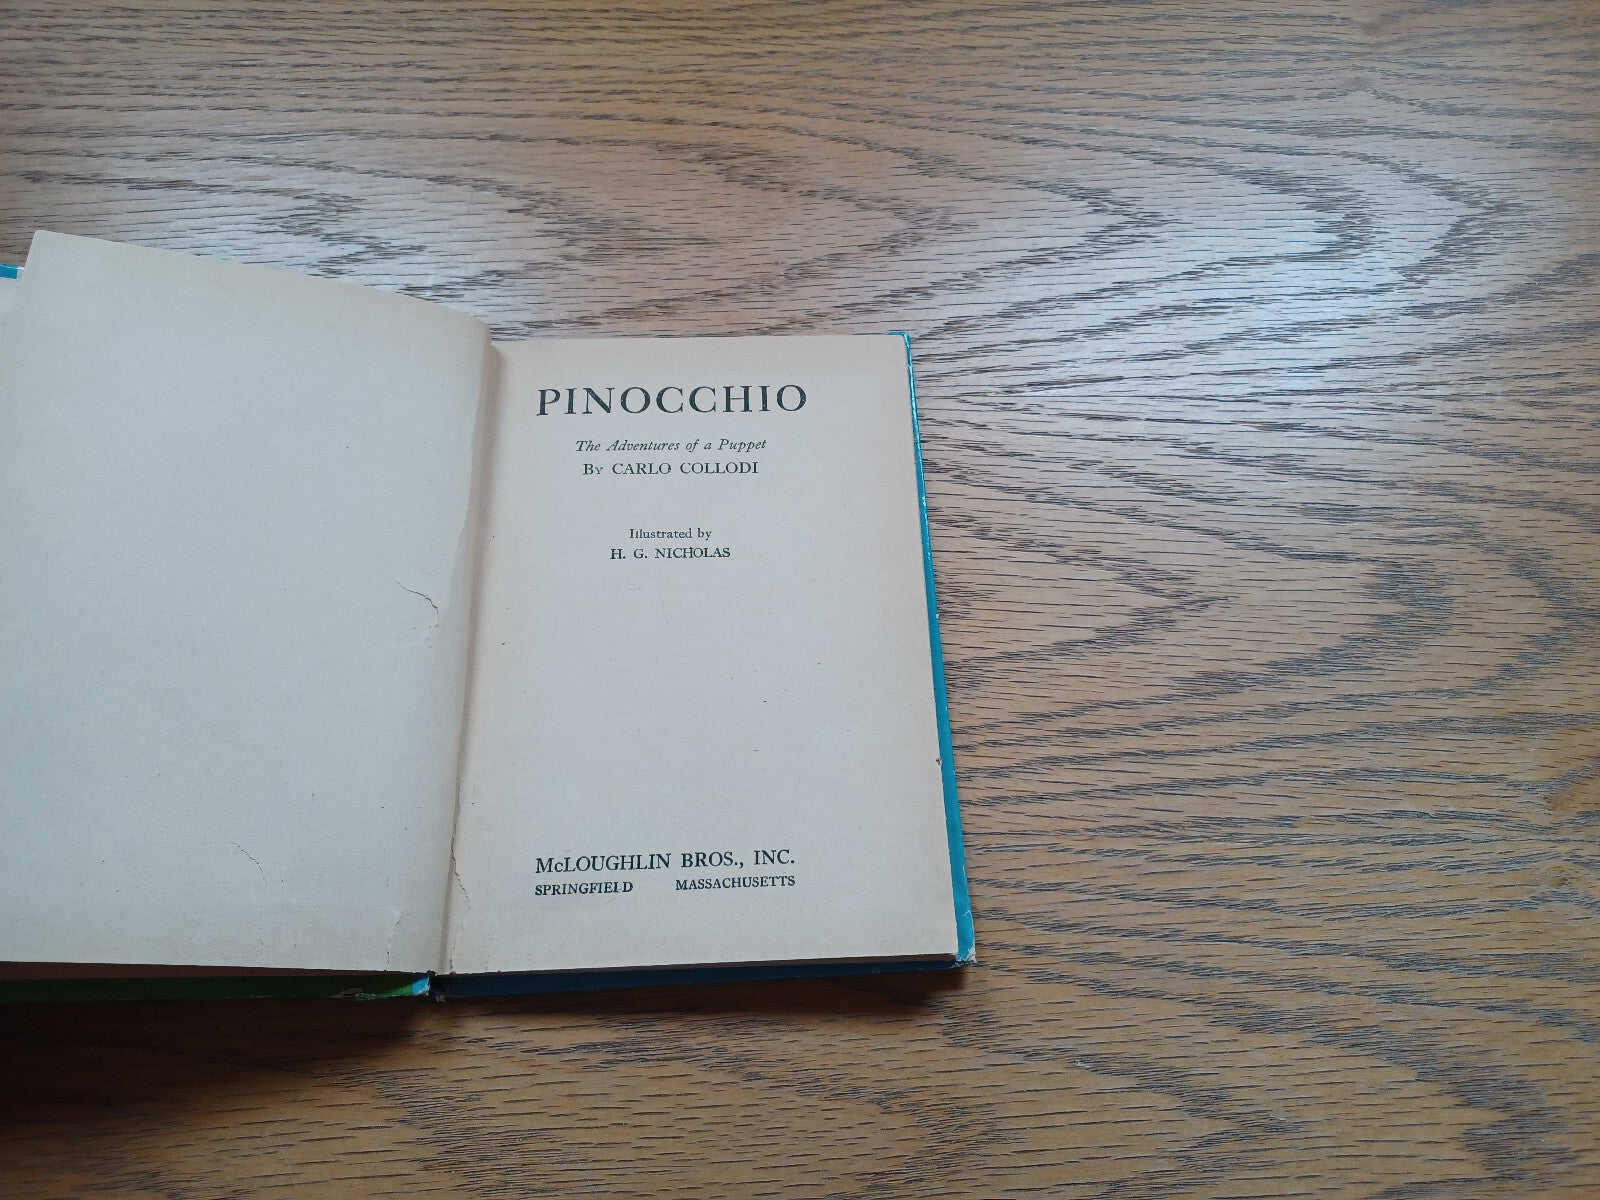 PINOCCHIO
The Adventures of a Puppet
By CARLO COLLODI
Illustrated by
H. G. NICHOLAS
McLOUGHLIN BROS., INC.
SPRINGFIELD MASSACHUSETTS